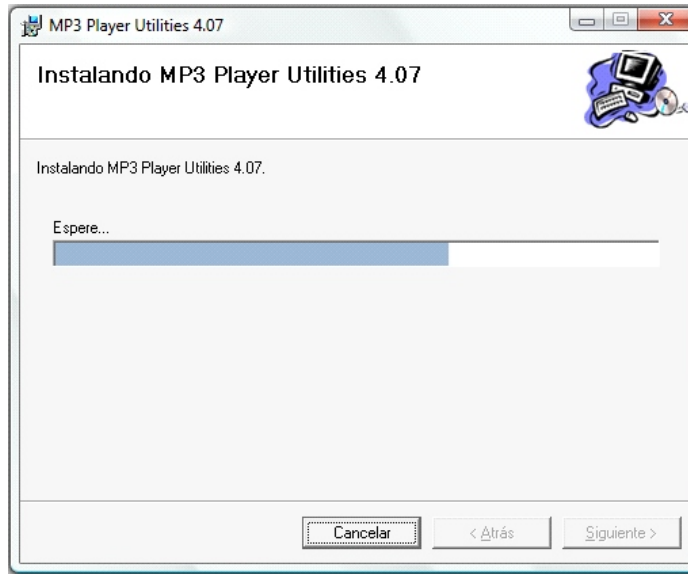 MP3 Player Utilities 4.07
Instalando MP3 Player Utilities 4.07
Instalando MP3 Player Utilities 4.07.
Espere...
Cancelar
< Atrás
Siguiente >